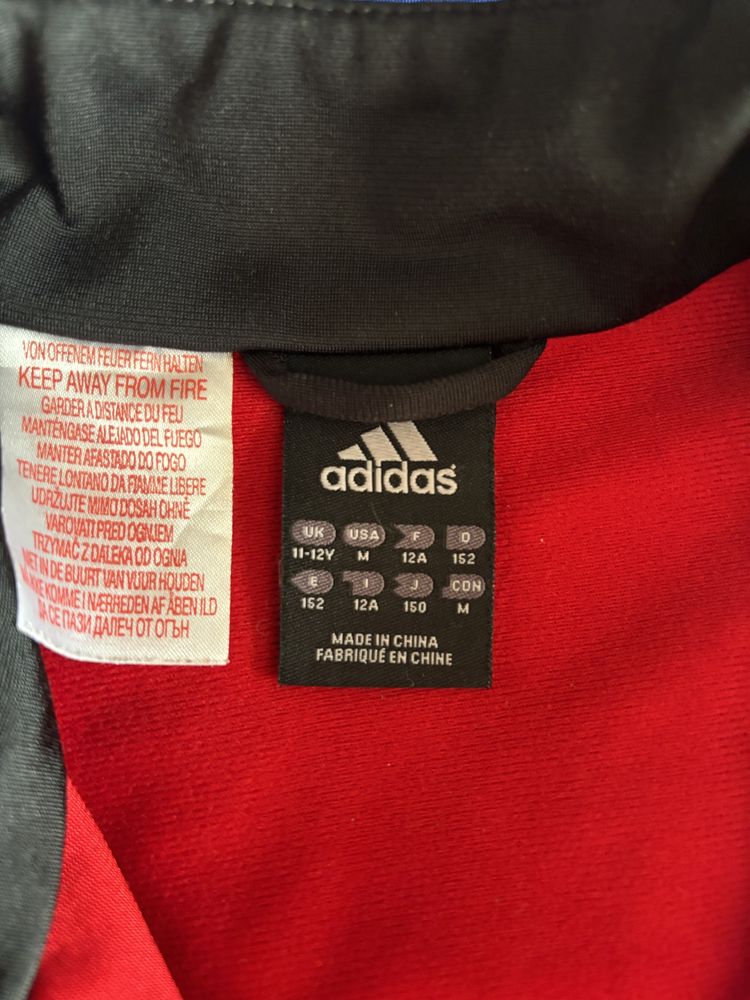 VON OFFENEM FEUER FERN HALTEN
KEEP AWAY FROM FIRE
GARDER A DISTANCE DU FEU
MANTÉNGASE ALEJADO DEL FUEGO
MANTER AFASTADO DO FOGO
TENERE LONTANO DA FIAMME LIBERE
UDRŽUJTE MIMO DOSAH OHNĚ
VAROVATI PRED OGNJEM
TRZYMAĆ Z DALEKA OD OGNIA
NIET IN DE BUURT VAN VUUR HOUDEN
KOMME I NÆRHEDEN AF ÅBEN ILD
ДА СЕ ПАЗИ ДАЛЕЧ ОТ ОГЪН
adidas
UK USA F D
11-12Y M 12A 152
E I J CDN
152 12A 150 M
MADE IN CHINA
FABRIQUÉ EN CHINE